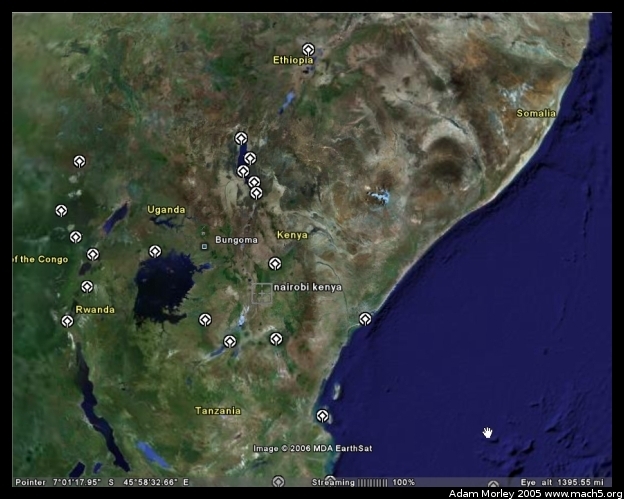 Ethiopia
Somalia
Uganda
Bungoma
Kenya
of the Congo
nairobi kenya
Rwanda
Tanzania
Image © 2006 MDA EarthSat
Pointer 7°01'17.95" S 45°58'32.66" E Streaming |||||||||| 100% Eye alt 1395.55 mi
Adam Morley 2005 www.mach5.org